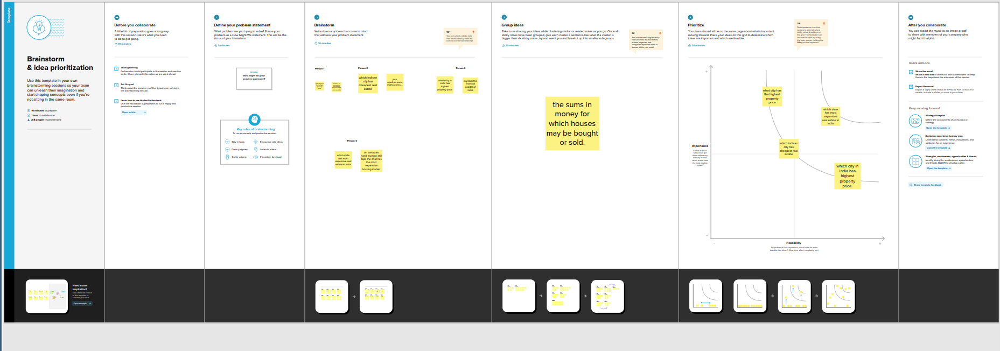 Template
Brainstorm
& idea prioritization
Use this template in your own
brainstorming sessions so your team
can unleash their imagination and
start shaping concepts even if you're
not sitting in the same room.
10 minutes to prepare
1 hour to collaborate
2-8 people recommended
Before you collaborate
A little bit of preparation goes a long way
with this session. Here's what you need
to do to get going.
10 minutes
Team gathering
Define who should participate in the session and send an
invite. Share relevant information or pre-work ahead.
Set the goal
Think about the problem you'll be focusing on solving in
the brainstorming session.
Learn how to use the facilitation tools
Use the Facilitation Superpowers to run a happy and
productive session.
Open article
1
Define your problem statement
What problem are you trying to solve? Frame your
problem as a How Might We statement. This will be the
focus of your brainstorm.
5 minutes
PROBLEM
How might we [your
problem statement]?
Key rules of brainstorming
To run an smooth and productive session
Stay in topic.
Encourage wild ideas.
Defer judgment.
Listen to others.
Go for volume.
If possible, be visual.
2
Brainstorm
Write down any ideas that come to mind
that address your problem statement.
10 minutes
TIP
You can select a sticky note
and hit the pencil [switch to
sketch] icon to start drawing!
Person 1
Person 2
which indisan
city has
cheapest real
estate
Person 3
which city in
india has
highest
property price
mumbai the
financial
capital of
india
Person 4
which state
has most
expensive real
estate in india
on the other
hand mumbai still
tops the chat has
the most
expensive
housing market
3
Group ideas
Take turns sharing your ideas while clustering similar or related notes as you go. Once all
sticky notes have been grouped, give each cluster a sentence-like label. If a cluster is
bigger than six sticky notes, try and see if you and break it up into smaller sub-groups.
20 minutes
TIP
Add customizable tags to sticky
notes to make it easier to find,
browse, organize, and
categorize important ideas as
themes within your mural.
the sums in
money for
which houses
may be bought
or sold.
4
Prioritize
Your team should all be on the same page about what's important
moving forward. Place your ideas on this grid to determine which
ideas are important and which are feasible.
20 minutes
TIP
Participants can use their
cursors to point at where
sticky notes should go on
the grid. The facilitator can
confirm the spot by using
the laser pointer holding the
H key on the keyboard.
what city has
the highest
property
price
which state
has most
expensive
real estate in
india
which indisan
city has
cheapest real
estate
which city in
india has
highest
property
price
Importance
If each of these
tasks could get
done without any
difficulty or cost,
which would have
the most positive
impact?
Feasibility
Regardless of their importance, which tasks are more
feasible than others? (Cost, time, effort, complexity, etc.)
After you collaborate
You can export the mural as an image or pdf
to share with members of your company who
might find it helpful.
Quick add-ons
Share the mural
Share a view link to the mural with stakeholders to keep
them in the loop about the outcomes of the session.
Export the mural
Export a copy of the mural as a PNG or PDF to attach to
emails, include in slides, or save in your drive.
Keep moving forward
Strategy blueprint
Define the components of a new idea or
strategy.
Open the template
Customer experience journey map
Understand customer needs, motivations, and
obstacles for an experience.
Open the template
Strengths, weaknesses, opportunities & threats
Identify strengths, weaknesses, opportunities,
and threats (SWOT) to develop a plan.
Open the template
Share template feedback
Need some
inspiration?
See a finished version
of this template to
kickstart your work.
Open example